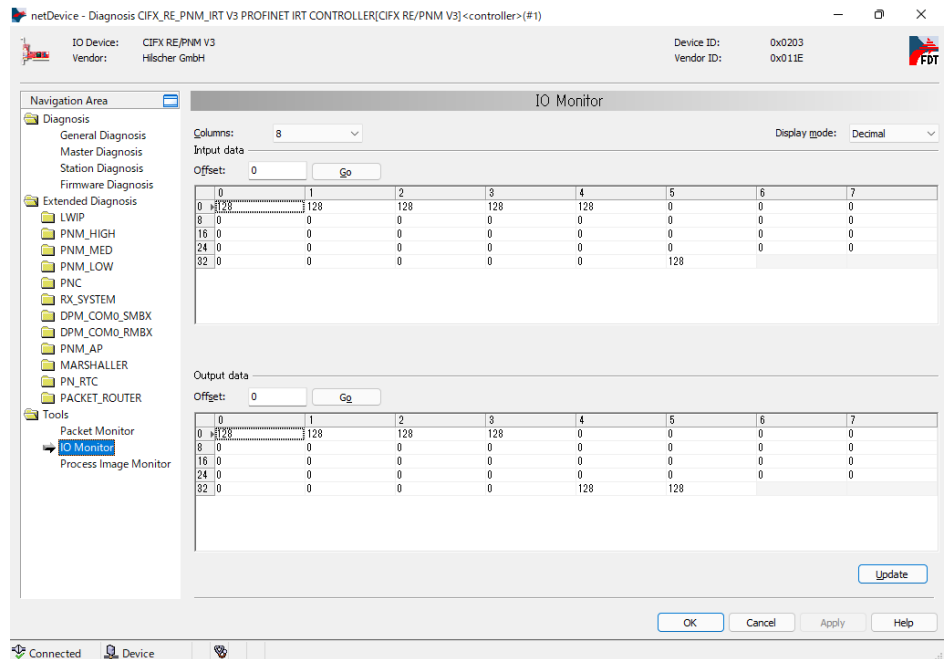 netDevice - Diagnosis CIFX_RE_PNM_IRT V3 PROFINET IRT CONTROLLER[CIFX RE/PNM V3]<controller>(#1)
IO Device: CIFX RE/PNM V3 Device ID: 0x0203
Vendor: Hilscher GmbH Vendor ID: 0x011E
FDT
Navigation Area
Diagnosis
General Diagnosis
Master Diagnosis
Station Diagnosis
Firmware Diagnosis
Extended Diagnosis
LWIP
PNM_HIGH
PNM_MED
PNM_LOW
PNC
RX_SYSTEM
DPM_COM0_SMBX
DPM_COM0_RMBX
PNM_AP
MARSHALLER
PN_RTC
PACKET_ROUTER
Tools
Packet Monitor
IO Monitor
Process Image Monitor
IO Monitor
Columns: 8 Display mode: Decimal
Intput data
Offset: 0 Go
0 1 2 3 4 5 6 7
0 128 128 128 128 128 0 0 0
8 0 0 0 0 0 0 0 0
16 0 0 0 0 0 0 0 0
24 0 0 0 0 0 0 0 0
32 0 0 0 0 0 128
Output data
Offset: 0 Go
0 1 2 3 4 5 6 7
0 128 128 128 128 0 0 0 0
8 0 0 0 0 0 0 0 0
16 0 0 0 0 0 0 0 0
24 0 0 0 0 0 0 0 0
32 0 0 0 0 128 128
Update
OK Cancel Apply Help
Connected Device